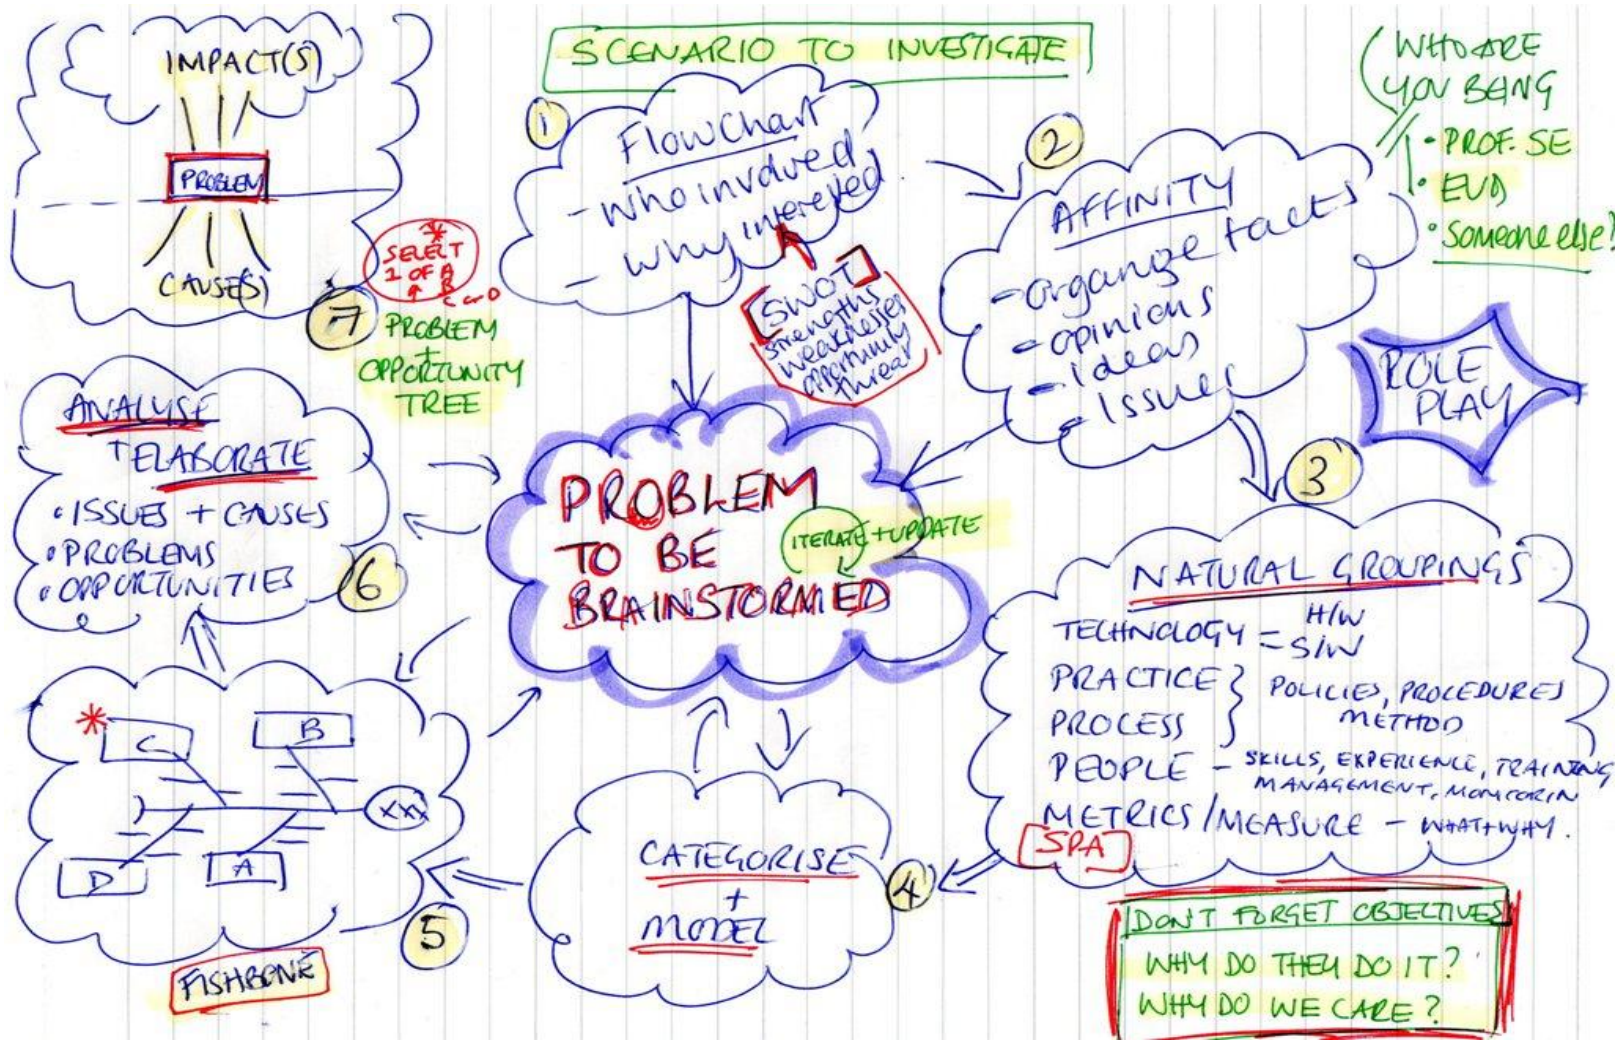 SCENARIO TO INVESTIGATE
1
Flowchart
- who involved
- why interested
[SWOT]
strengths
weaknesses
opportunity
threat
2
AFFINITY
- organize facts
- opinions
- ideas
- Issues
WHO ARE
YOU BEING
• PROF. SE
• EUD
• Someone else?
ROLE
PLAY
3
NATURAL GROUPINGS
TECHNOLOGY = H/W
= S/W
PRACTICE } POLICIES, PROCEDURES
PROCESS } METHOD
PEOPLE - SKILLS, EXPERIENCE, TRAINING
MANAGEMENT, MONITORIN
METRICS/MEASURE - WHAT+WHY.
SPA
DON'T FORGET OBJECTIVES
WHY DO THEY DO IT?
WHY DO WE CARE?
4
CATEGORISE
+
MODEL
5
* C
B
XXX
D
A
FISHBONE
6
ANALYSE
+ ELABORATE
• ISSUES + CAUSES
• PROBLEMS
• OPPORTUNITIES
7
PROBLEM
+
OPPORTUNITY
TREE
*
SELECT
1 OF A
B
C or D
IMPACT(S)
PROBLEM
CAUSE(S)
PROBLEM
TO BE
BRAINSTORMED
ITERATE + UPDATE